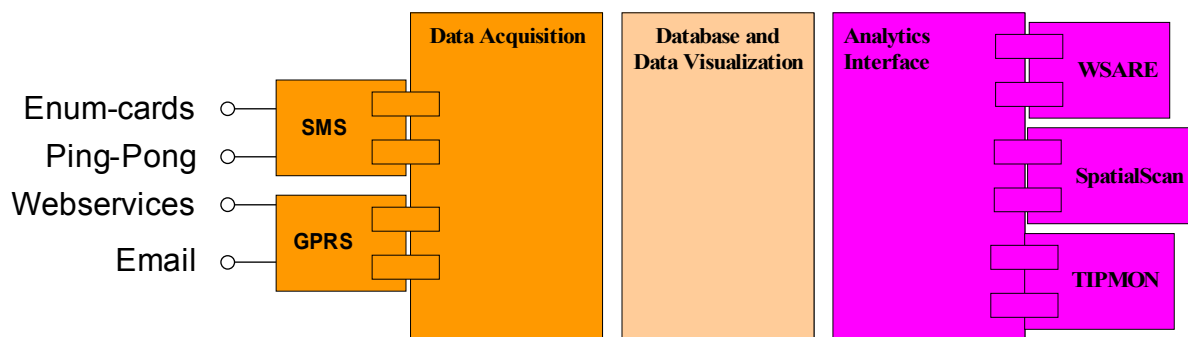 Enum-cards
Ping-Pong
Webservices
Email
SMS
GPRS
Data Acquisition
Database and
Data Visualization
Analytics
Interface
WSARE
SpatialScan
TIPMON